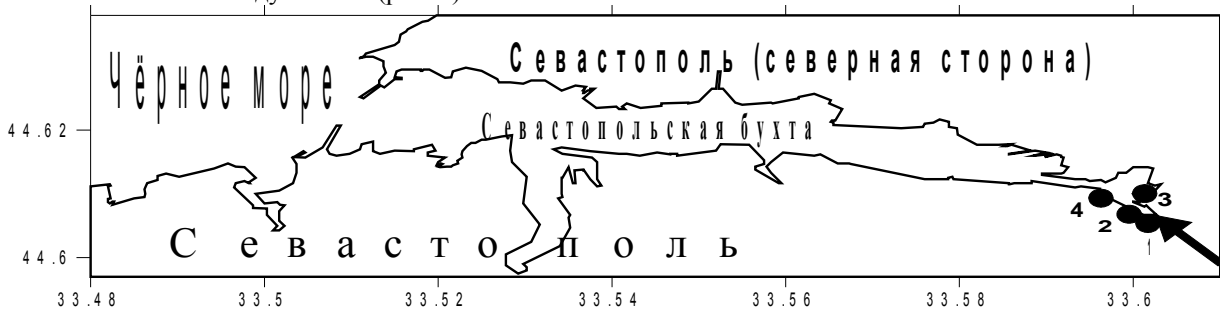 Севастополь (северная сторона)
Чёрное море
44.62
Севастопольская бухта
3
4
2
1
Севастополь
44.6
33.48 33.5 33.52 33.54 33.56 33.58 33.6